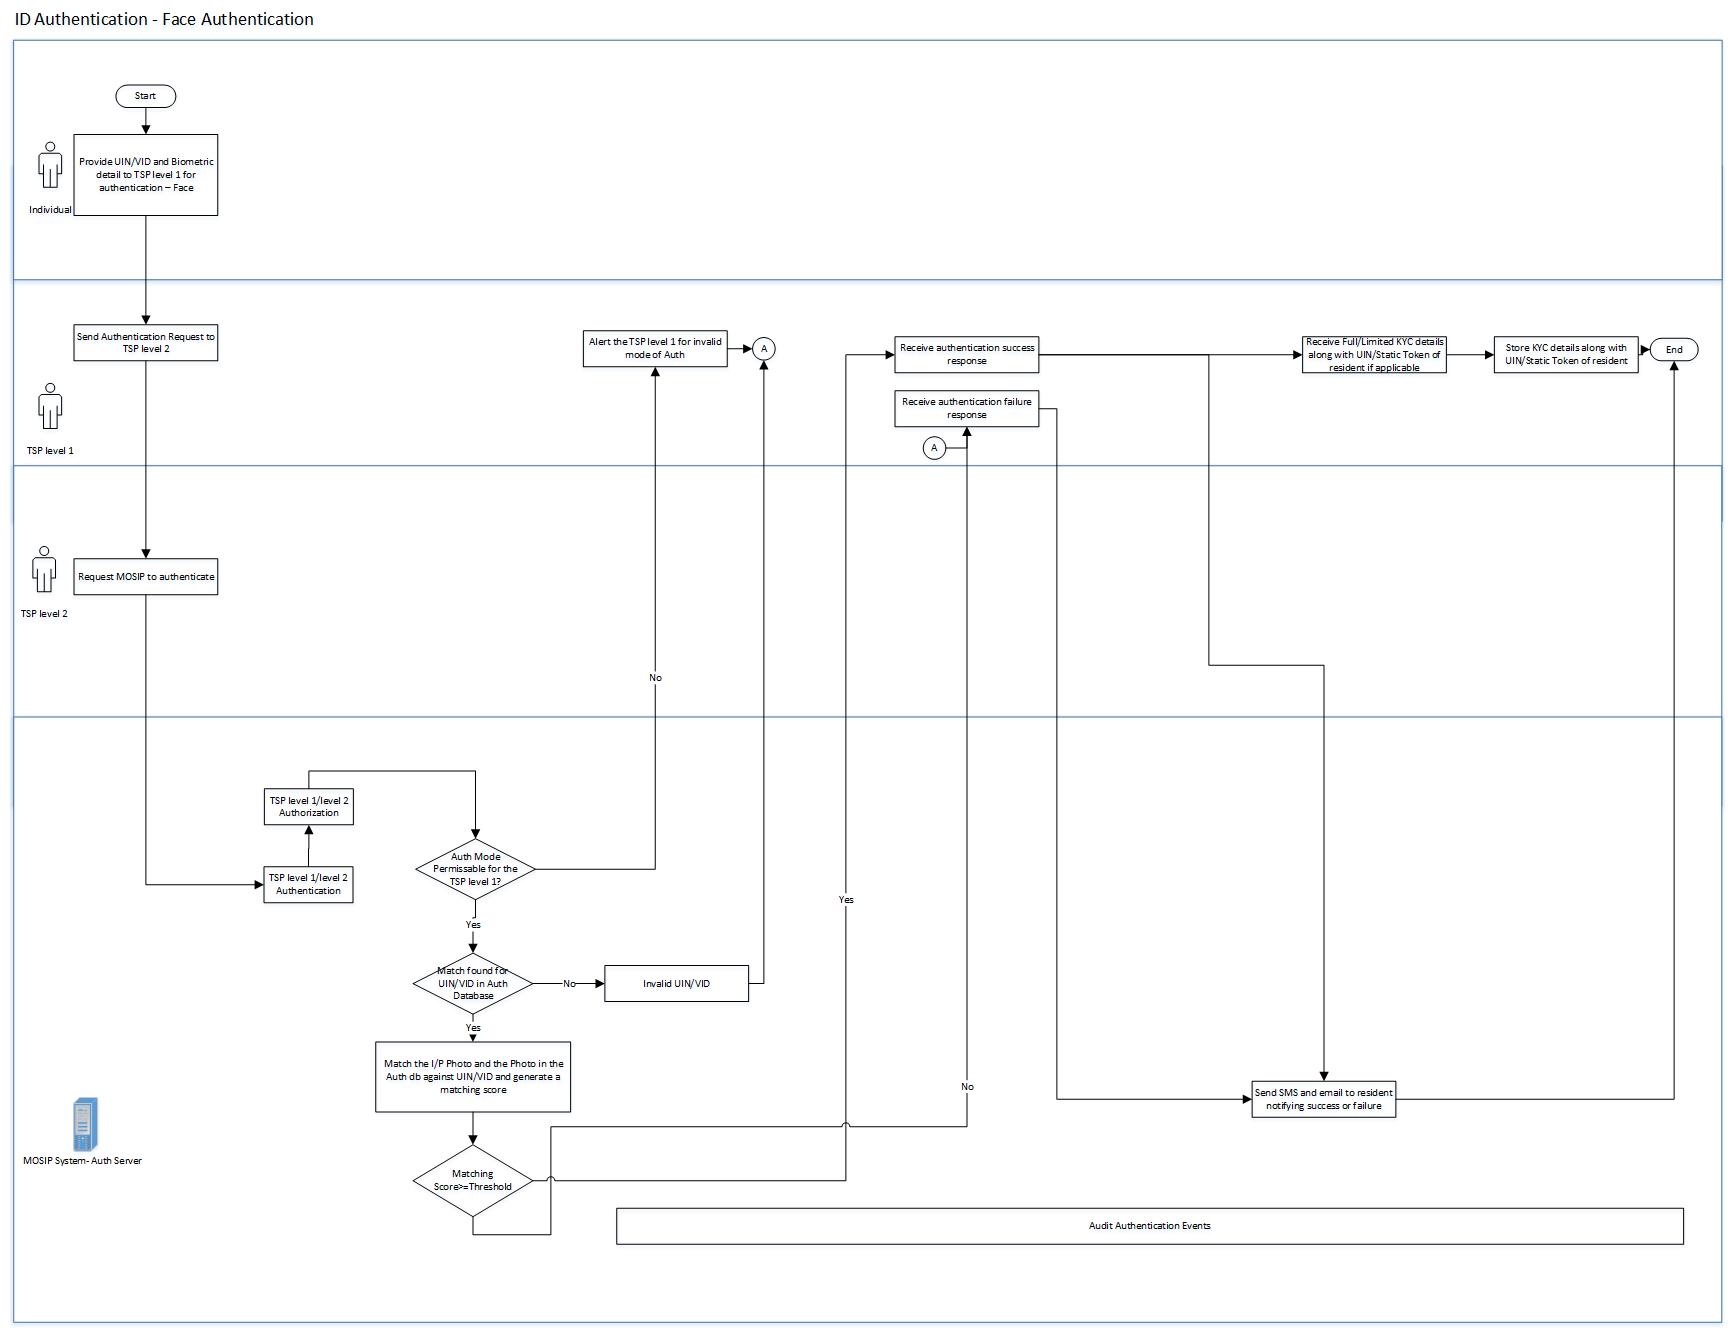 ID Authentication - Face Authentication
Start
Provide UIN/VID and Biometric
detail to TSP level 1 for
authentication – Face
Individual
Send Authentication Request to
TSP level 2
Alert the TSP level 1 for invalid
mode of Auth
A
Receive authentication success
response
Receive Full/Limited KYC details
along with UIN/Static Token of
resident if applicable
Store KYC details along with
UIN/Static Token of resident
End
Receive authentication failure
response
A
TSP level 1
Request MOSIP to authenticate
TSP level 2
No
TSP level 1/level 2
Authorization
Auth Mode
Permissable for the
TSP level 1?
TSP level 1/level 2
Authentication
Yes
Yes
Match found for
UIN/VID in Auth
Database
No
Invalid UIN/VID
Yes
Match the I/P Photo and the Photo in the
Auth db against UIN/VID and generate a
matching score
No
Send SMS and email to resident
notifying success or failure
MOSIP System- Auth Server
Matching
Score>=Threshold
Audit Authentication Events